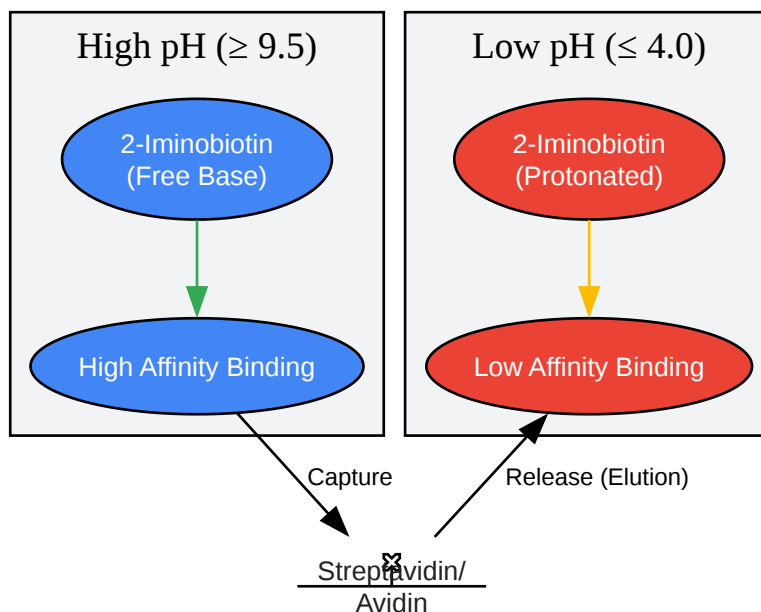 High pH (≥ 9.5)
2-Iminobiotin
(Free Base)
High Affinity Binding
Low pH (≤ 4.0)
2-Iminobiotin
(Protonated)
Low Affinity Binding
Capture
Release (Elution)
Streptavidin/
Avidin